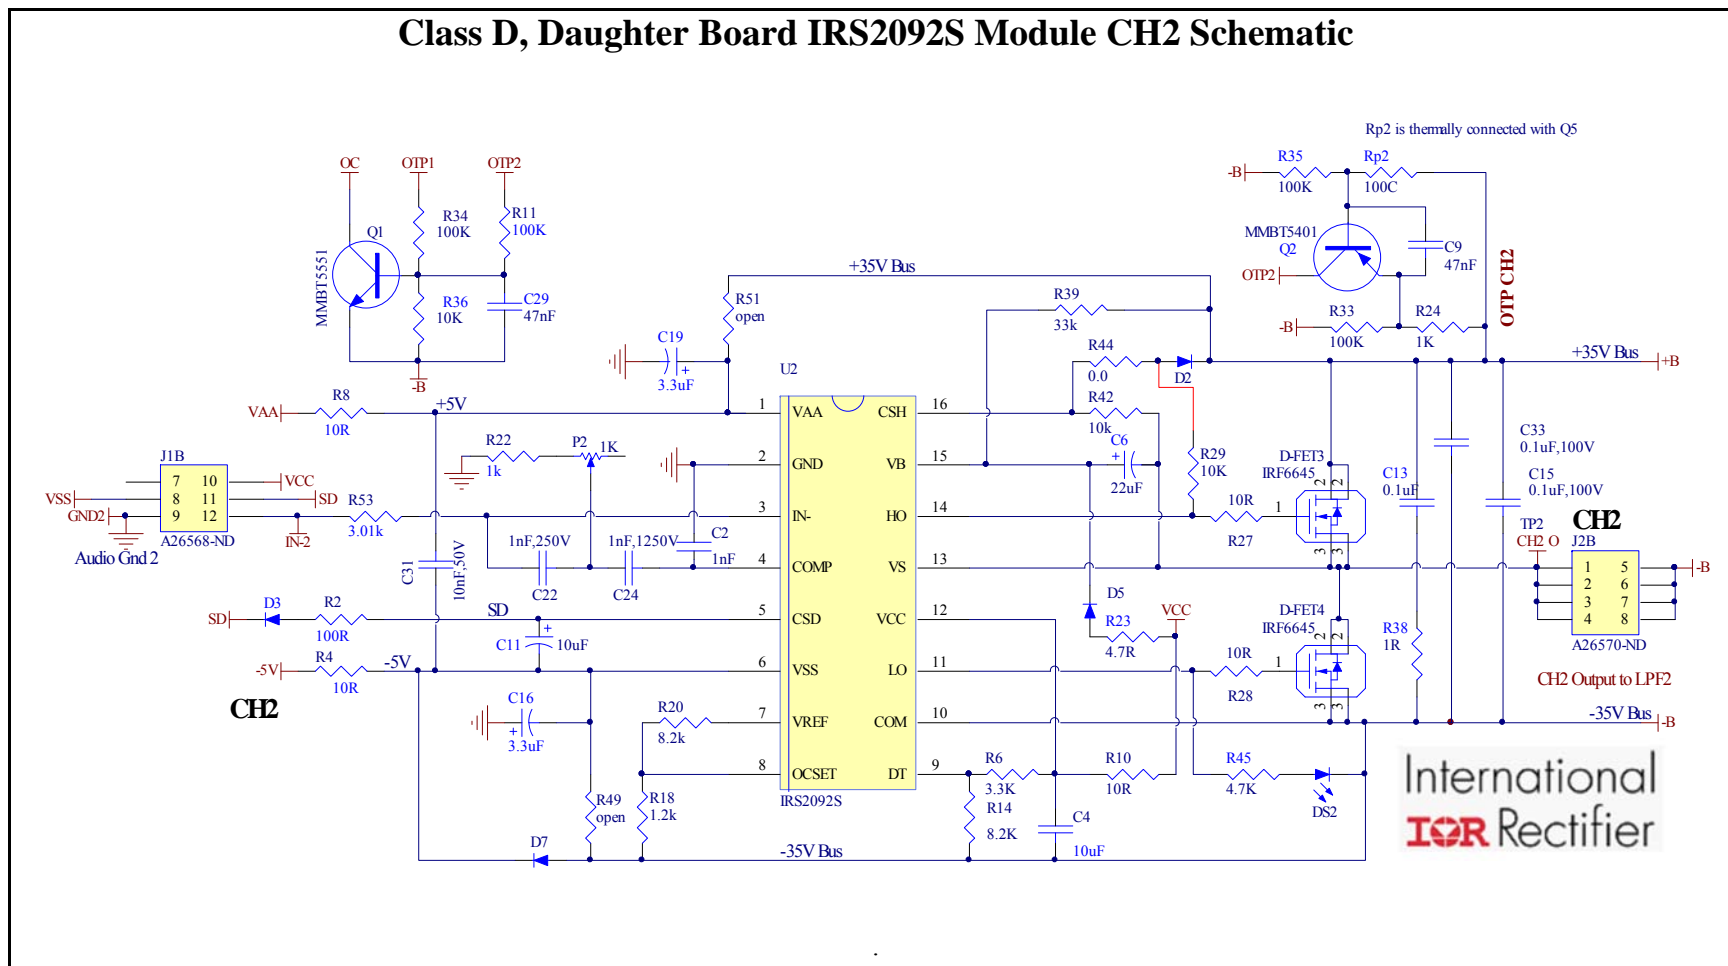 Class D, Daughter Board IRS2092S Module CH2 Schematic
Rp2 is thermally connected with Q5
OC
OTP1
OTP2
R34
100K
R11
100K
Q1
MMBT5551
R36
10K
C29
47nF
-B
R35
100K
Rp2
100C
-B
MMBT5401
Q2
C9
47nF
OTP2
OTP CH2
R33
100K
R24
1K
-B
+35V Bus
R51
open
R39
33k
C19
3.3uF
+
R44
0.0
D2
+35V Bus
+B
U2
VAA
R8
10R
+5V
1
VAA
CSH
16
R42
10k
R22
1k
P2
1K
2
GND
VB
15
C6
+
22uF
R29
10K
D-FET3
IRF6645
2
2
C33
0.1uF,100V
C13
0.1uF
C15
0.1uF,100V
J1B
7
10
VCC
VSS
8
11
SD
GND2
9
12
A26568-ND
IN-2
Audio Gnd 2
R53
3.01k
3
IN-
HO
14
10R
R27
1
3
3
TP2
CH2 O
CH2
J2B
C31
10nF,50V
1nF,250V
C22
1nF,1250V
C24
C2
1nF
4
COMP
VS
13
1
5
2
6
3
7
4
8
-B
A26570-ND
SD
D3
R2
100R
SD
C11
+
10uF
5
CSD
VCC
12
D5
R23
4.7R
VCC
D-FET4
IRF6645
2
2
R38
1R
-5V
R4
10R
-5V
6
VSS
LO
11
10R
R28
1
3
3
CH2 Output to LPF2
CH2
C16
+
3.3uF
R20
8.2k
7
VREF
COM
10
-35V Bus
-B
8
OCSET
DT
9
R6
3.3K
R10
10R
R45
4.7K
DS2
IRS2092S
R49
open
R18
1.2k
R14
8.2K
C4
10uF
D7
-35V Bus
International
IOR Rectifier